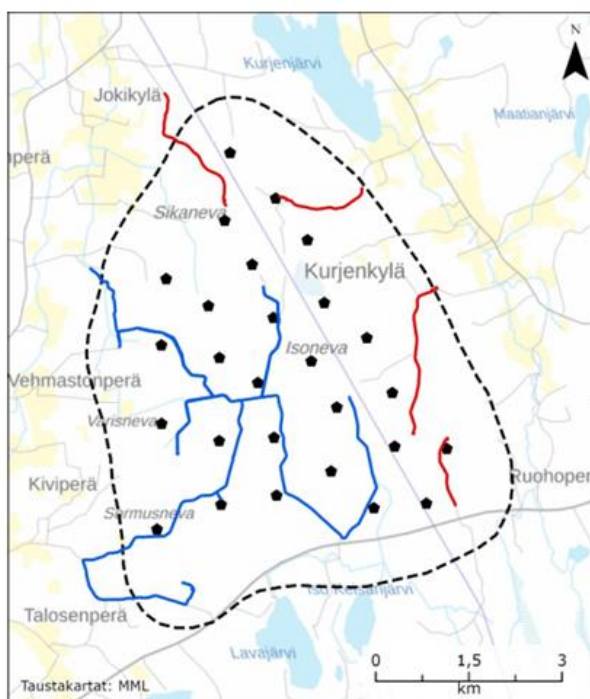 N
Kurjenjärvi
Jokikylä
Maatianjärvi
nperä
Sikaneva
Kurjenkylä
Isoneva
Vehmastonperä
Varisneva
Kiviperä
Ruohoper
Sarmusneva
Iso Keisanjärvi
Talosenperä
Lavajärvi
0 1,5 3
km
Taustakartat: MML